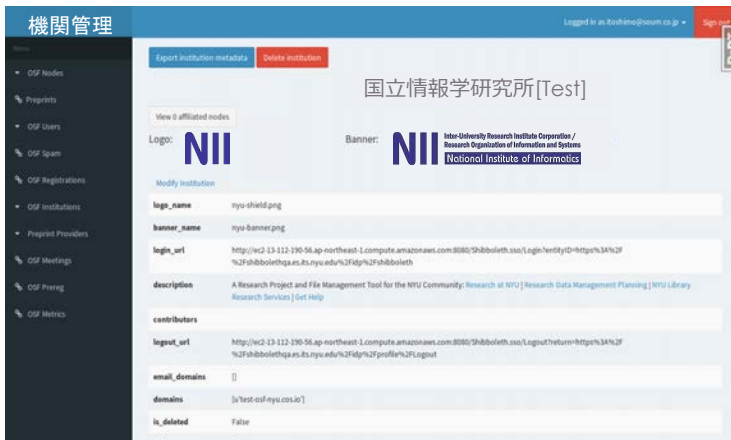 機関管理
Logged in as itoshimo@soum.co.jp
Sign out
Menu
OSF Nodes
Preprints
OSF Users
OSF Spam
OSF Registrations
OSF Institutions
Preprint Providers
OSF Meetings
OSF Prereg
OSF Metrics
Export institution metadata
Delete institution
国立情報学研究所[Test]
View 0 affiliated nodes
Logo:
NII
Banner:
NII
Inter-University Research Institute Corporation /
Research Organization of Information and Systems
National Institute of Informatics
Modify Institution
logo_name nyu-shield.png
banner_name nyu-banner.png
login_url http://ec2-13-112-190-56.ap-northeast-1.compute.amazonaws.com:8080/Shibboleth.sso/Login?entityID=https%3A%2F
%2Fshibbolethqa.es.its.nyu.edu%2Fidp%2Fshibboleth
description A Research Project and File Management Tool for the NYU Community: Research at NYU | Research Data Management Planning | NYU Library
Research Services | Get Help
contributors
logout_url http://ec2-13-112-190-56.ap-northeast-1.compute.amazonaws.com:8080/Shibboleth.sso/Logout?return=https%3A%2F
%2Fshibbolethqa.es.its.nyu.edu%2Fidp%2Fprofile%2FLogout
email_domains []
domains [u'test-osf-nyu.cos.io']
is_deleted False